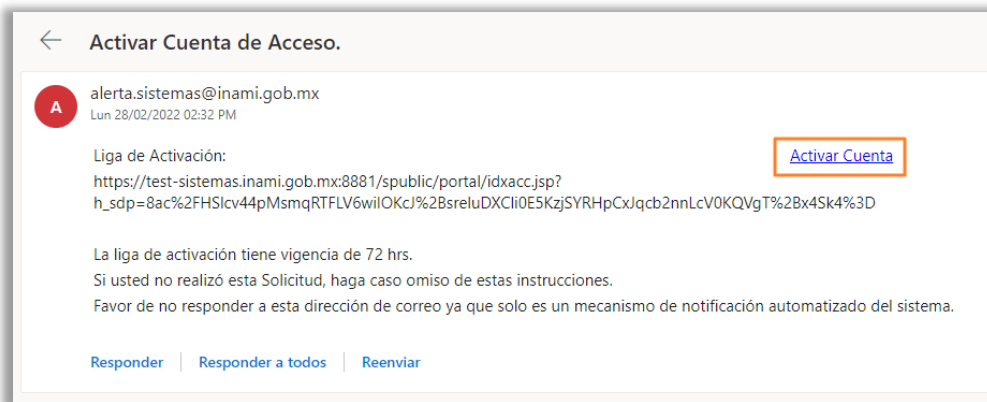 Activar Cuenta de Acceso.
A
alerta.sistemas@inami.gob.mx
Lun 28/02/2022 02:32 PM
Liga de Activación:
Activar Cuenta
https://test-sistemas.inami.gob.mx:8881/spublic/portal/idxacc.jsp?
h_sdp=8ac%2FHSlcv44pMsmqRTFLV6wilOKcJ%2BsreluDXCIi0E5KzjSYRHpCxJqcb2nnLcV0KQVgT%2Bx4Sk4%3D
La liga de activación tiene vigencia de 72 hrs.
Si usted no realizó esta Solicitud, haga caso omiso de estas instrucciones.
Favor de no responder a esta dirección de correo ya que solo es un mecanismo de notificación automatizado del sistema.
Responder
Responder a todos
Reenviar